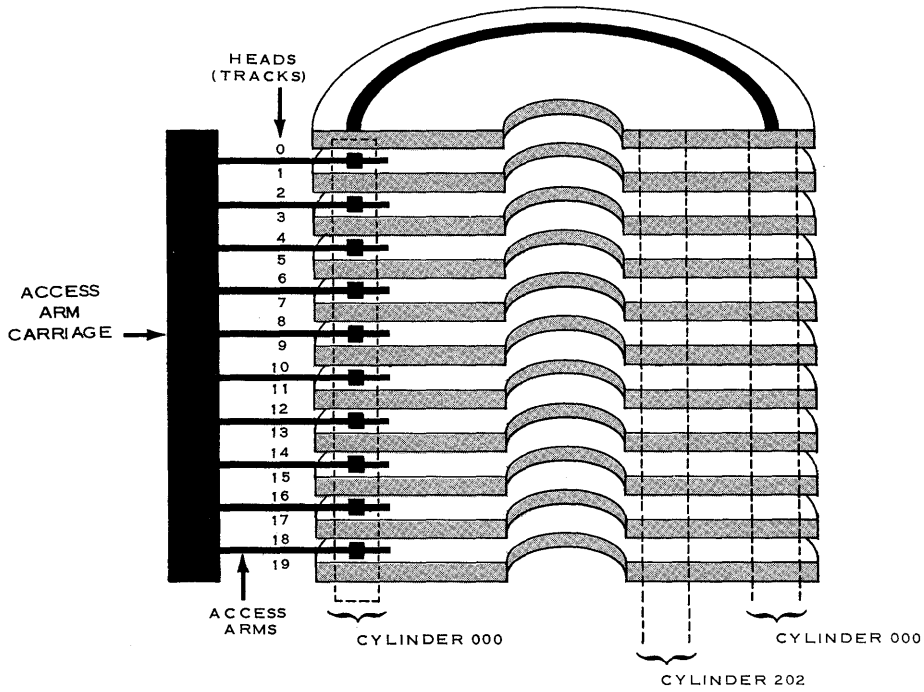 HEADS
(TRACKS)
0
1
2
3
4
5
6
7
8
9
10
11
12
13
14
15
16
17
18
19
ACCESS
ARM
CARRIAGE
ACCESS
ARMS
CYLINDER 000
CYLINDER 202
CYLINDER 000